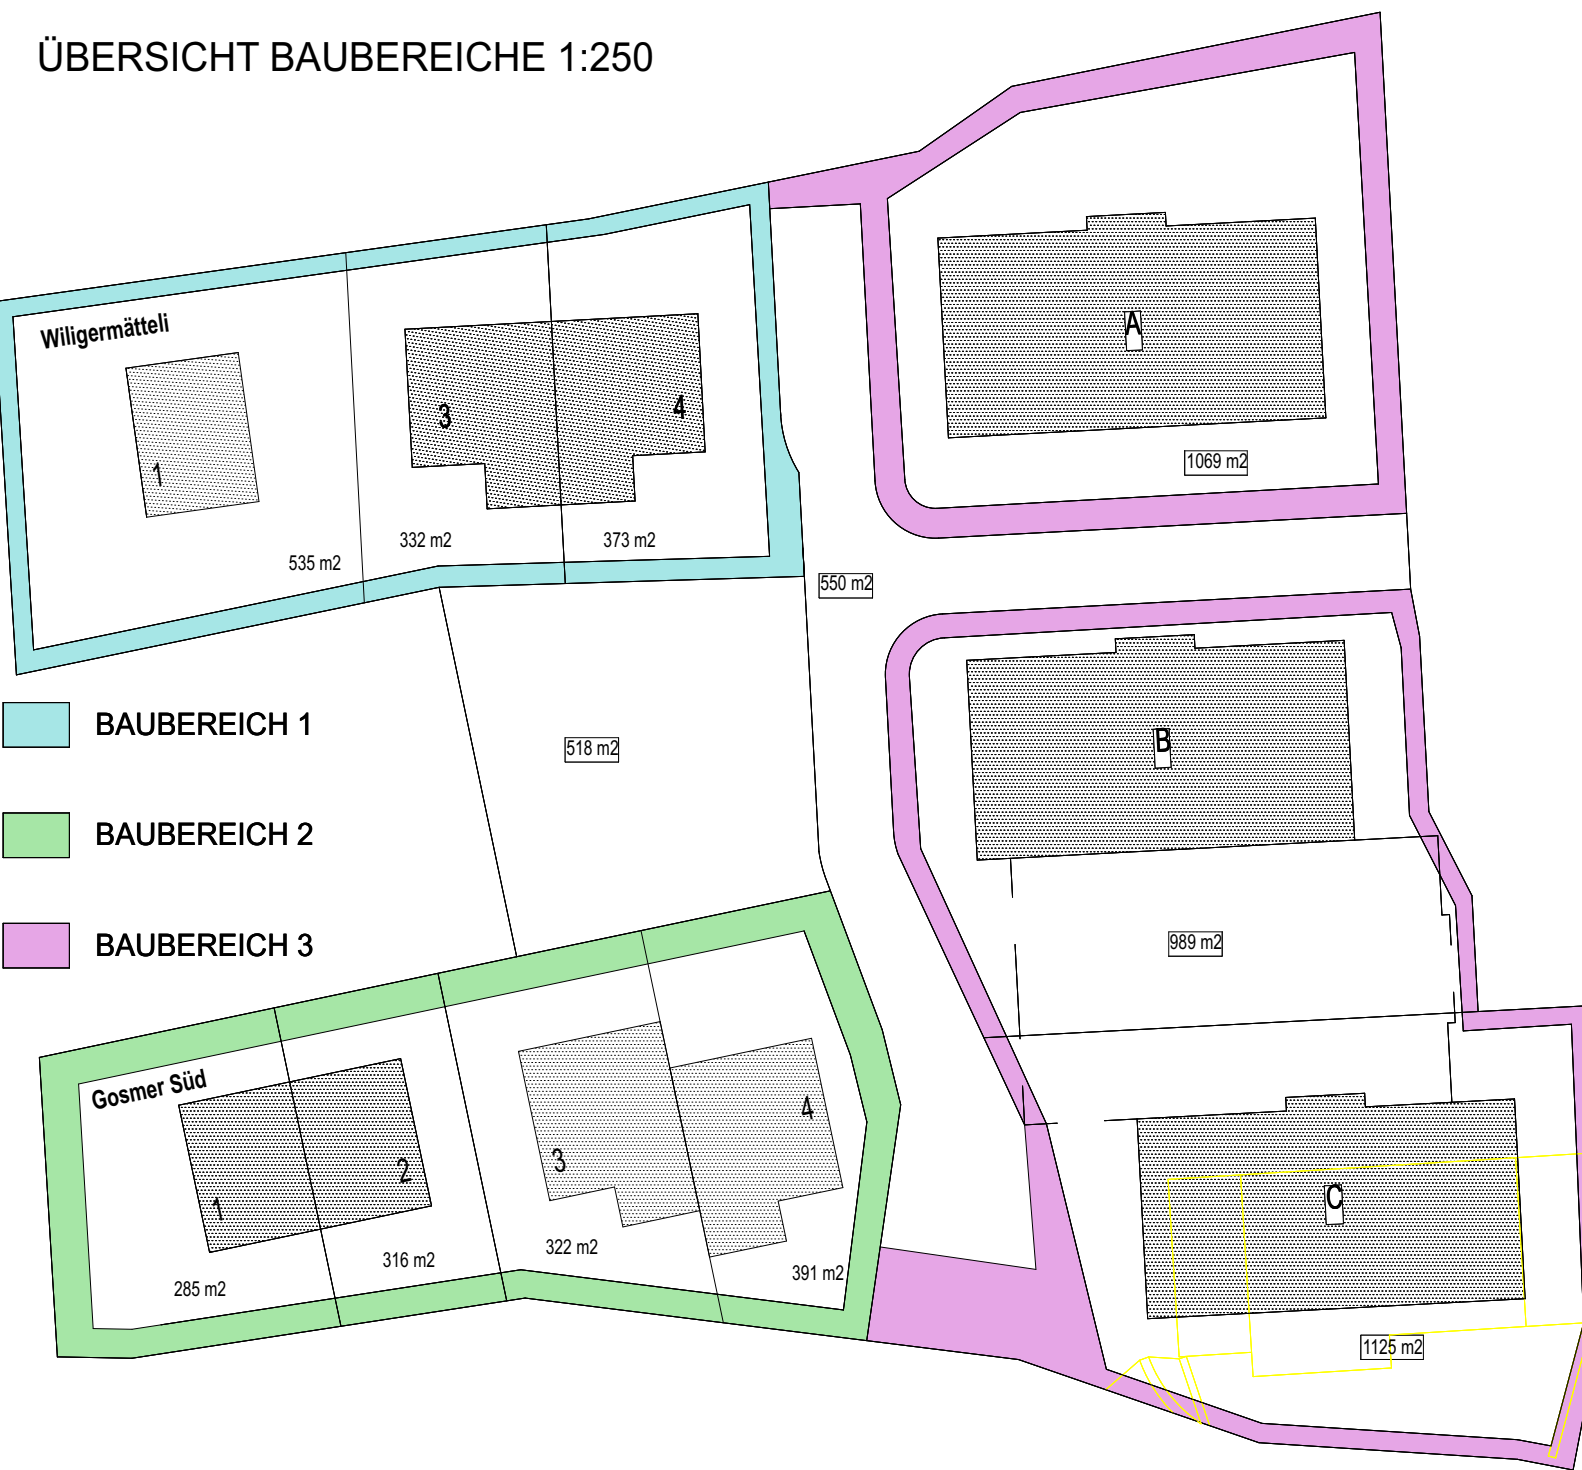 ÜBERSICHT BAUBEREICHE 1:250
Wiligermätteli
1
3
4
535 m2
332 m2
373 m2
A
1069 m2
550 m2
BAUBEREICH 1
518 m2
B
BAUBEREICH 2
BAUBEREICH 3
989 m2
Gosmer Süd
1
2
3
4
285 m2
316 m2
322 m2
391 m2
C
1125 m2